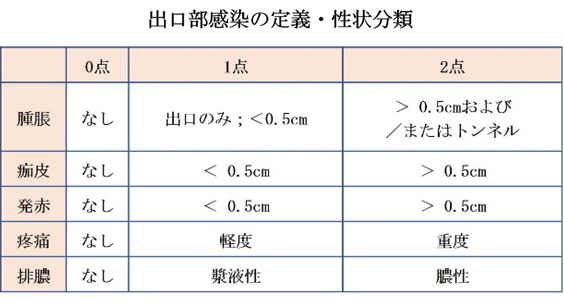 出口部感染の定義・性状分類
0点 1点 2点
腫脹 なし 出口のみ;<0.5cm > 0.5cmおよび
/またはトンネル
痂皮 なし < 0.5cm > 0.5cm
発赤 なし < 0.5cm > 0.5cm
疼痛 なし 軽度 重度
排膿 なし 漿液性 膿性